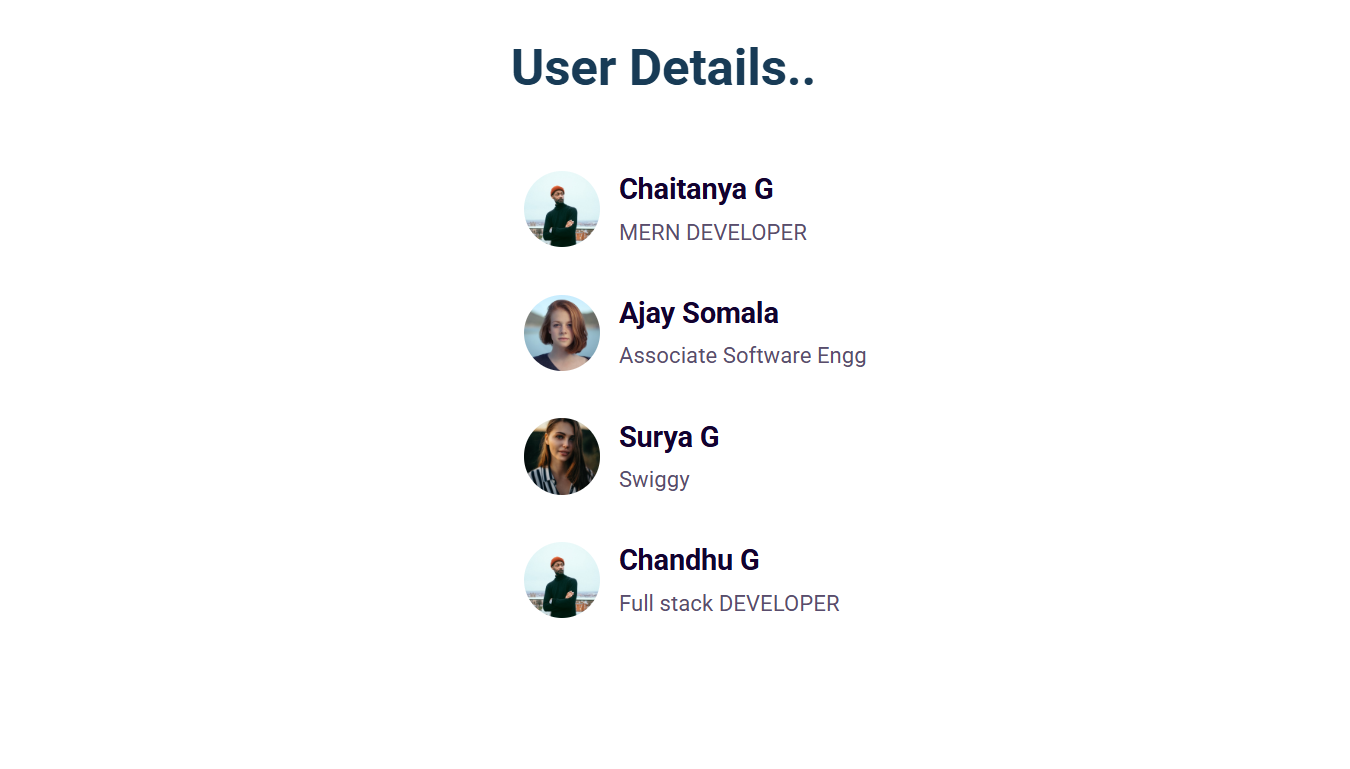 User Details..
Chaitanya G
MERN DEVELOPER
Ajay Somala
Associate Software Engg
Surya G
Swiggy
Chandhu G
Full stack DEVELOPER